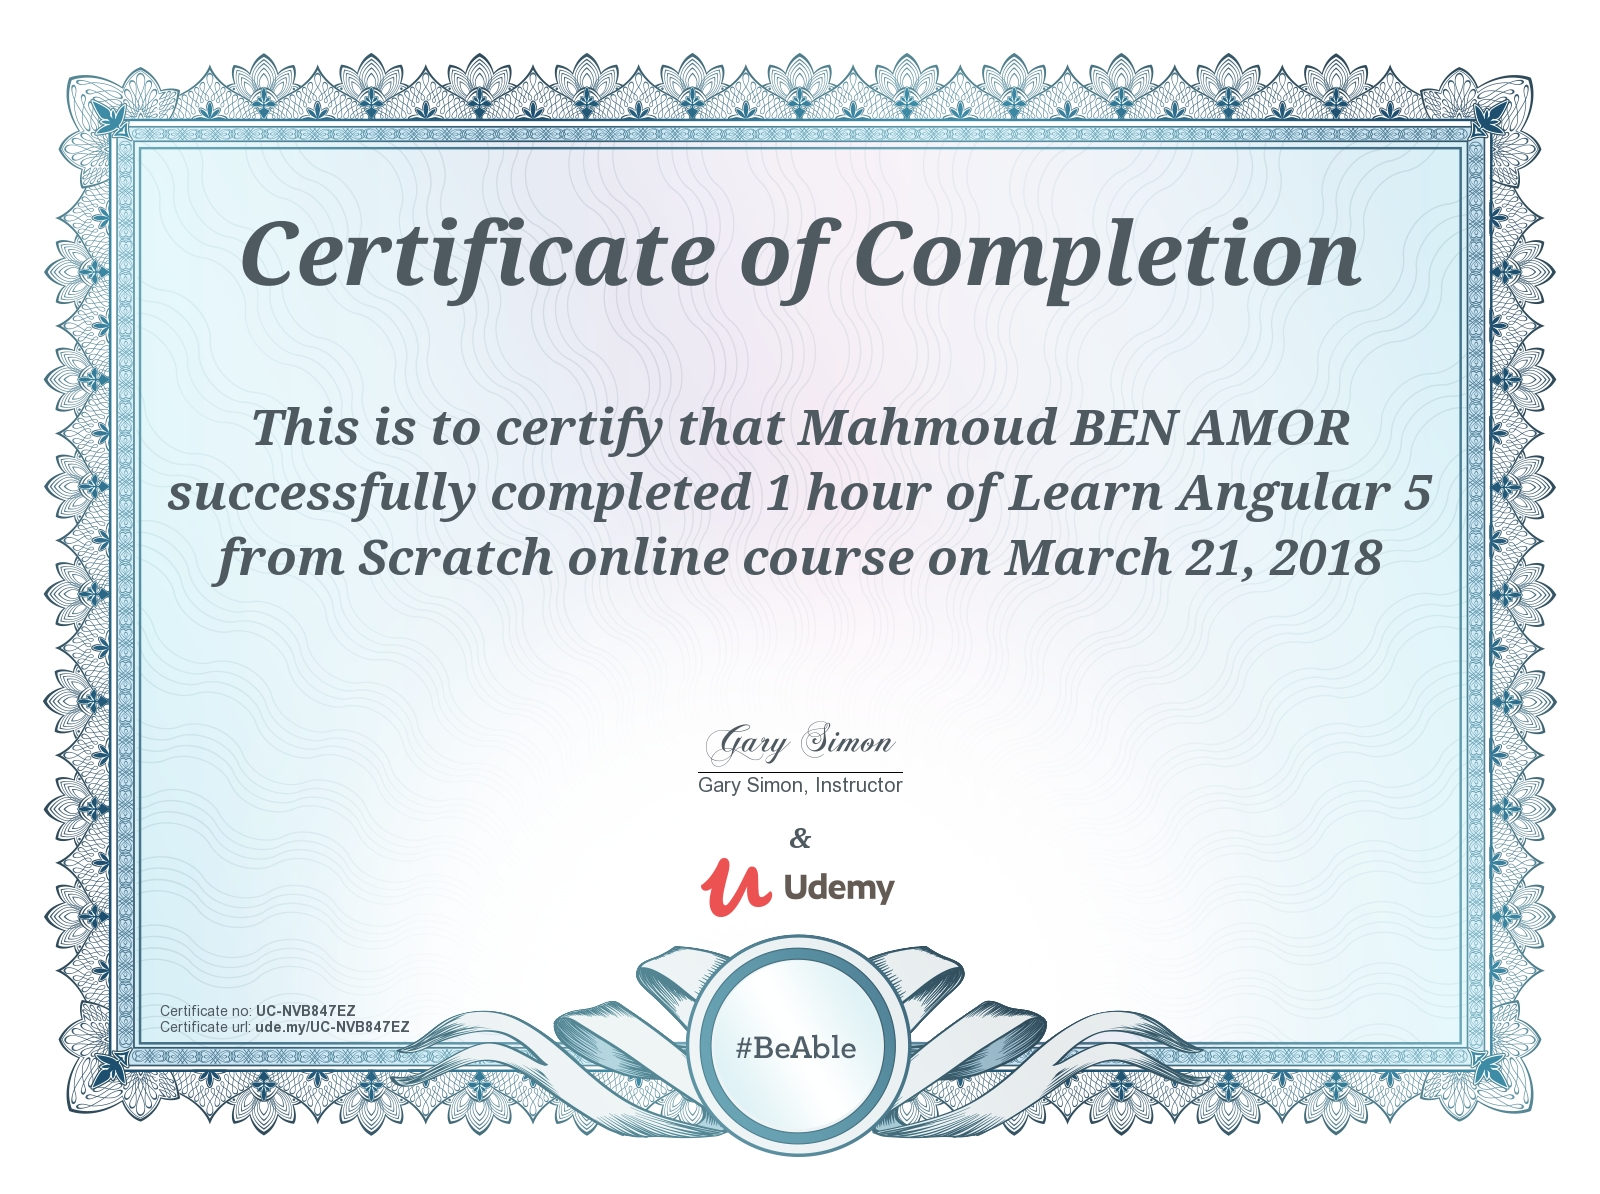 Certificate of Completion
This is to certify that Mahmoud BEN AMOR
successfully completed 1 hour of Learn Angular 5
from Scratch online course on March 21, 2018
Gary Simon
Gary Simon, Instructor
&
Udemy
Certificate no: UC-NVB847EZ
Certificate url: ude.my/UC-NVB847EZ
#BeAble